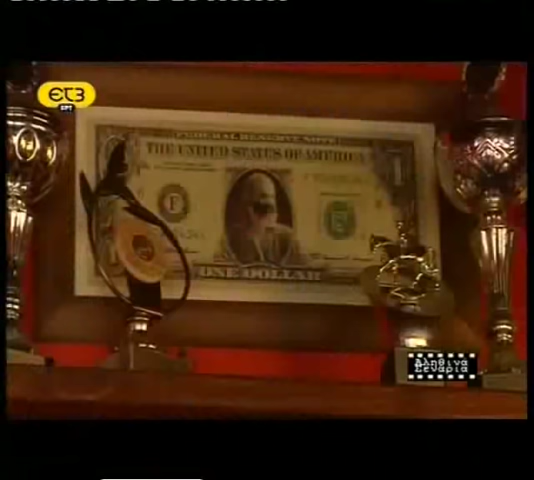 ΕΤ3
ΕΡΤ
FEDERAL RESERVE NOTE
THE UNITED STATES OF AMERICA
1
F
ONE DOLLAR
Αληθινά
Σενάρια